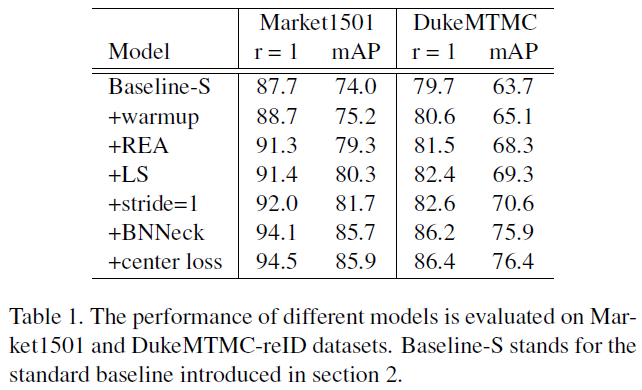 Market1501 DukeMTMC
Model r = 1 mAP r = 1 mAP
Baseline-S 87.7 74.0 79.7 63.7
+warmup 88.7 75.2 80.6 65.1
+REA 91.3 79.3 81.5 68.3
+LS 91.4 80.3 82.4 69.3
+stride=1 92.0 81.7 82.6 70.6
+BNNeck 94.1 85.7 86.2 75.9
+center loss 94.5 85.9 86.4 76.4
Table 1. The performance of different models is evaluated on Mar-
ket1501 and DukeMTMC-reID datasets. Baseline-S stands for the
standard baseline introduced in section 2.